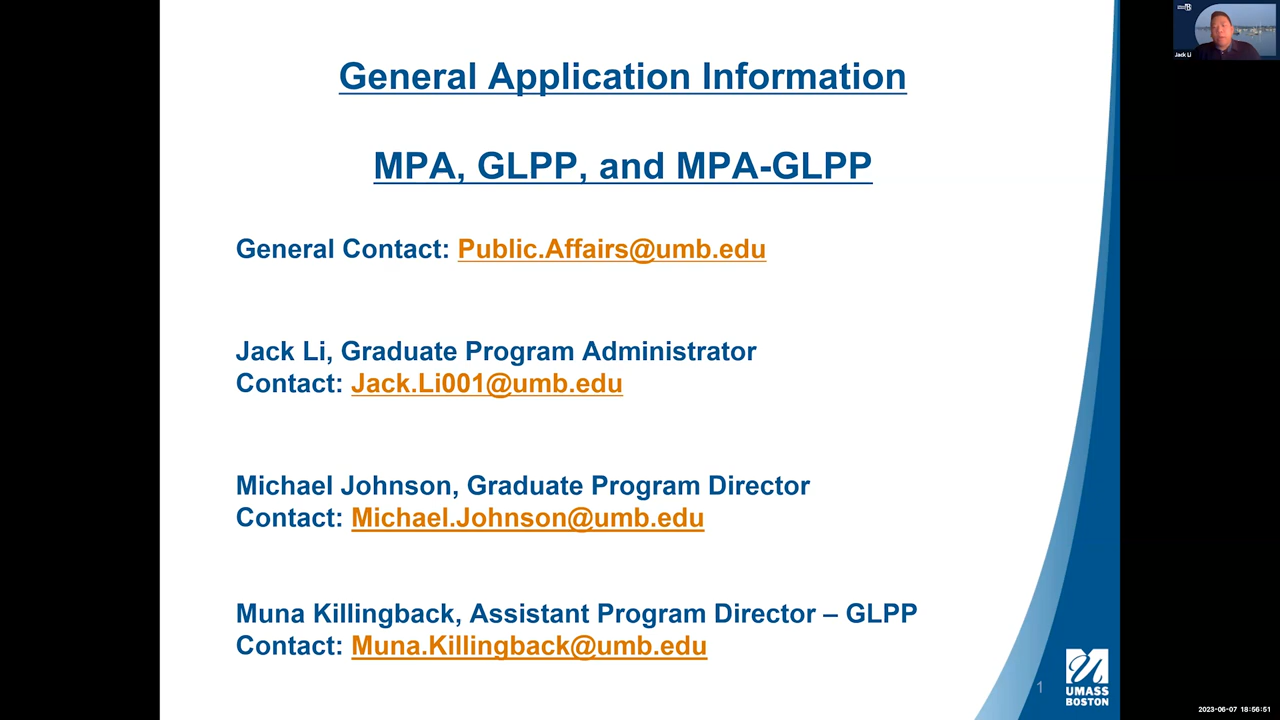 General Application Information
MPA, GLPP, and MPA-GLPP
General Contact: Public.Affairs@umb.edu
Jack Li, Graduate Program Administrator
Contact: Jack.Li001@umb.edu
Michael Johnson, Graduate Program Director
Contact: Michael.Johnson@umb.edu
Muna Killingback, Assistant Program Director – GLPP
Contact: Muna.Killingback@umb.edu
1
UMASS
BOSTON
Jack Li
2023-06-07 18:56:51